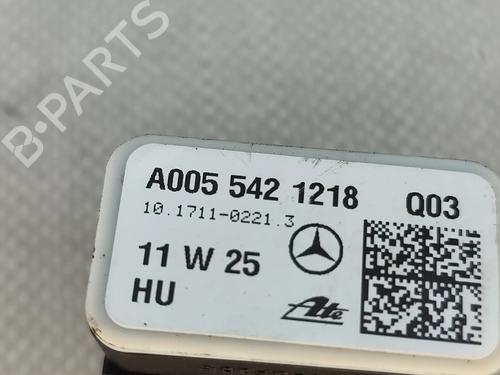 B-PARTS
A005 542 1218 Q03
10.1711-0221.3
11 W 25
HU
Ate